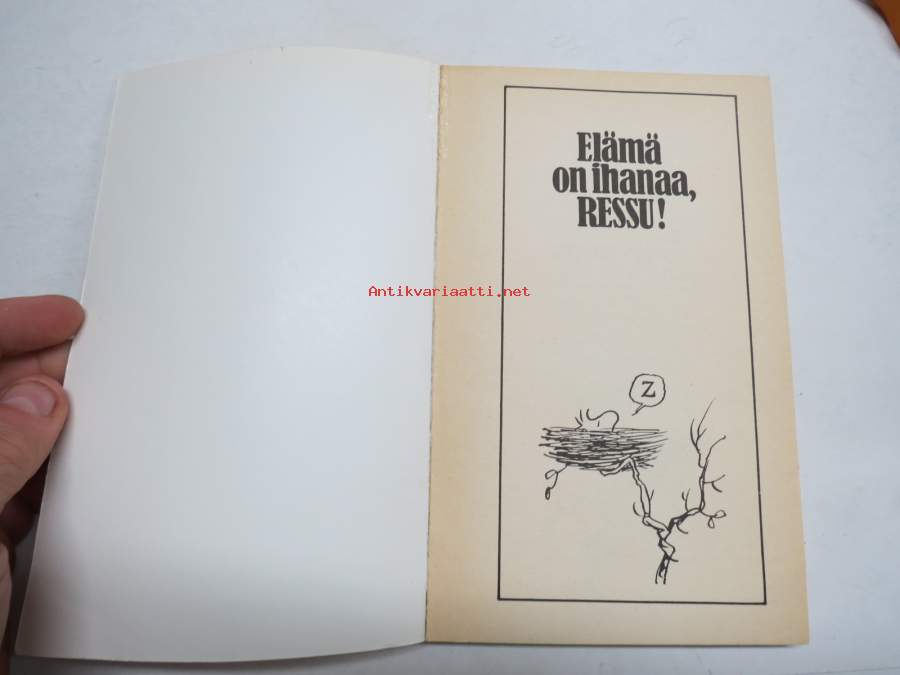 Elämä
on ihanaa,
RESSU!
Antikvariaatti.net
Z